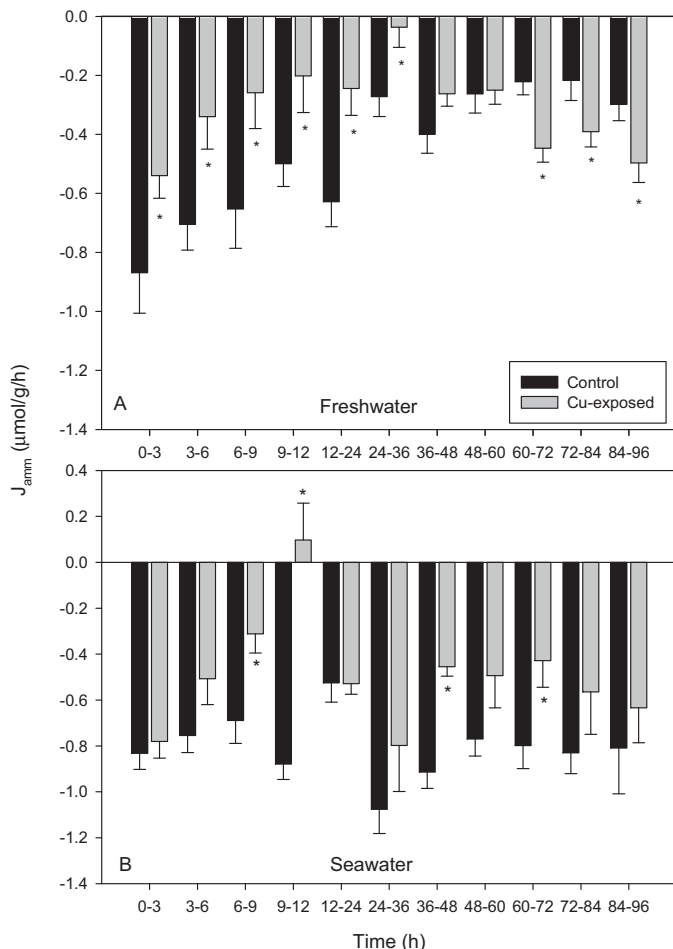 0.0
-0.2
-0.4
-0.6
-0.8
-1.0
-1.2
-1.4
* * * * * * * * *
A
Freshwater
Control
Cu-exposed
0-3 3-6 6-9 9-12 12-24 24-36 36-48 48-60 60-72 72-84 84-96
J_amm (μmol/g/h)
0.4
0.2
0.0
-0.2
-0.4
-0.6
-0.8
-1.0
-1.2
-1.4
* * * *
B
Seawater
0-3 3-6 6-9 9-12 12-24 24-36 36-48 48-60 60-72 72-84 84-96
Time (h)